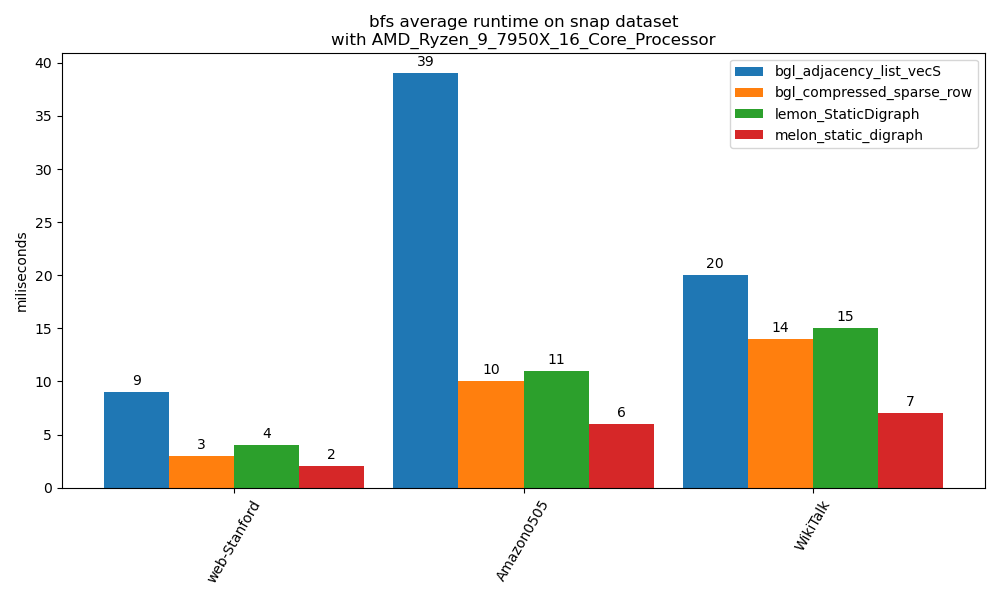 bfs average runtime on snap dataset
with AMD_Ryzen_9_7950X_16_Core_Processor
bgl_adjacency_list_vecS
bgl_compressed_sparse_row
lemon_StaticDigraph
melon_static_digraph
miliseconds
40
35
30
25
20
15
10
5
0
9
3
4
2
39
10
11
6
20
14
15
7
web-Stanford
Amazon0505
WikiTalk